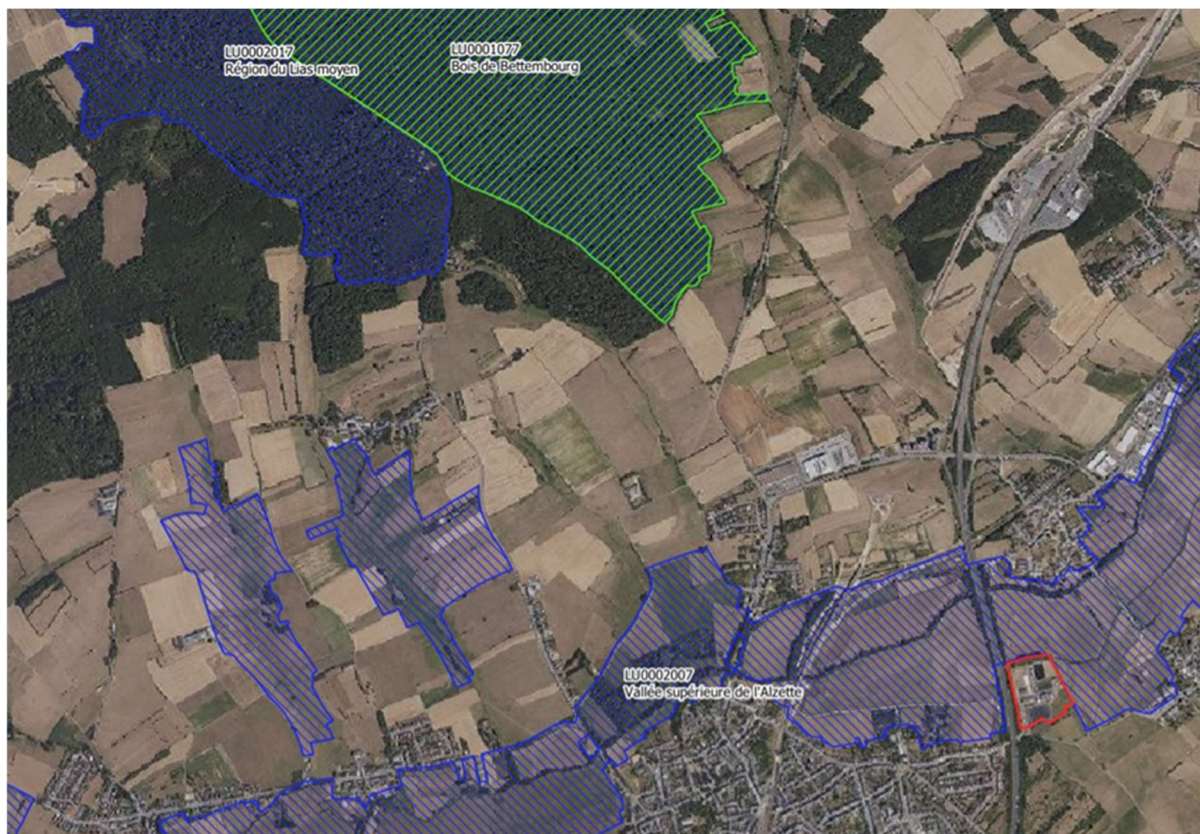 LU0002017
Région du Lias moyen
LU0001077
Bois de Bettembourg
LU0002007
Vallée supérieure de l'Alzette